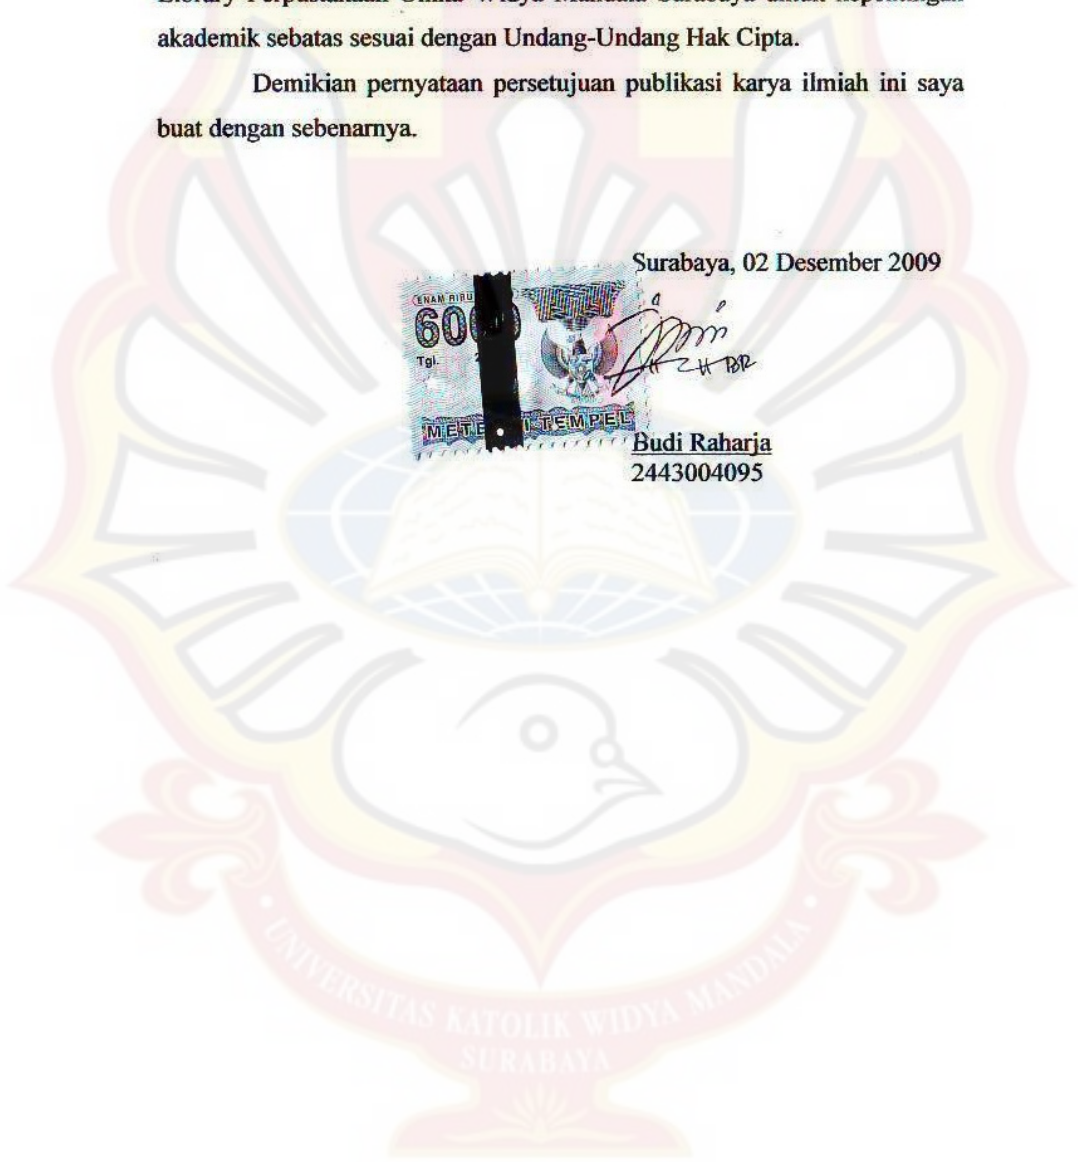 akademik sebatas sesuai dengan Undang-Undang Hak Cipta.
Demikian pernyataan persetujuan publikasi karya ilmiah ini saya
buat dengan sebenarnya.
Surabaya, 02 Desember 2009
ENAM RIBU
60
Tgl.
TEMPEL
Budi Raharja
2443004095
UNIVERSITAS KATOLIK WIDYA MANDALA
SURABAYA